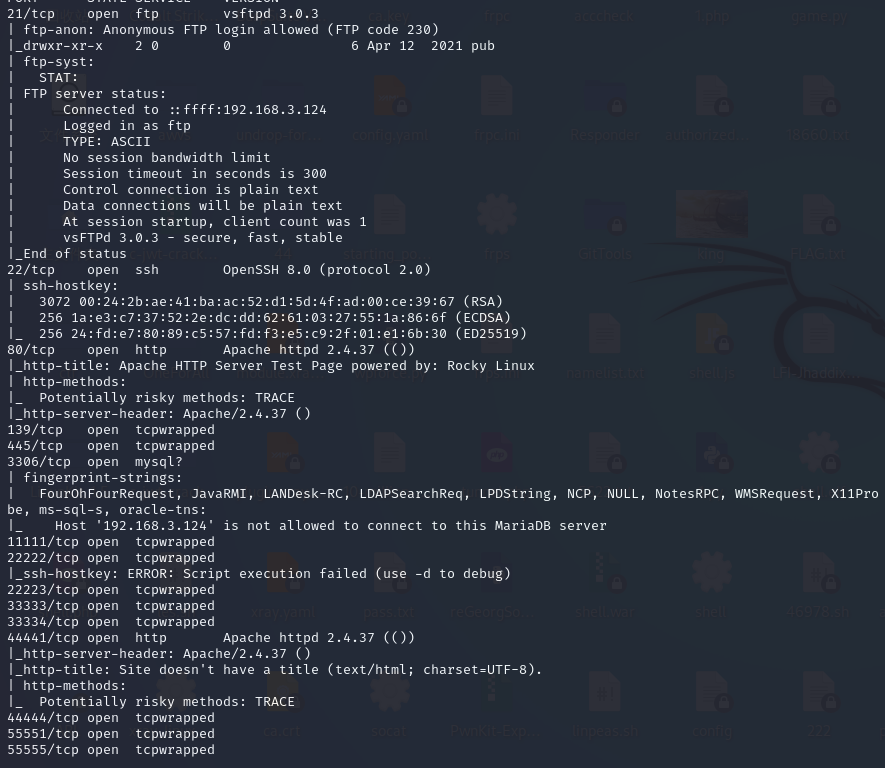 21/tcp    open  ftp        vsftpd 3.0.3
| ftp-anon: Anonymous FTP login allowed (FTP code 230)
|_drwxr-xr-x    2 0        0               6 Apr 12  2021 pub
| ftp-syst:
|   STAT:
| FTP server status:
|      Connected to ::ffff:192.168.3.124
|      Logged in as ftp
|      TYPE: ASCII
|      No session bandwidth limit
|      Session timeout in seconds is 300
|      Control connection is plain text
|      Data connections will be plain text
|      At session startup, client count was 1
|      vsFTPd 3.0.3 - secure, fast, stable
|_End of status
22/tcp    open  ssh        OpenSSH 8.0 (protocol 2.0)
| ssh-hostkey:
|   3072 00:24:2b:ae:41:ba:ac:52:d1:5d:4f:ad:00:ce:39:67 (RSA)
|   256 1a:e3:c7:37:52:2e:dc:dd:62:61:03:27:55:1a:86:6f (ECDSA)
|_  256 24:fd:e7:80:89:c5:57:fd:f3:e5:c9:2f:01:e1:6b:30 (ED25519)
80/tcp    open  http       Apache httpd 2.4.37 (())
|_http-title: Apache HTTP Server Test Page powered by: Rocky Linux
| http-methods:
|_  Potentially risky methods: TRACE
|_http-server-header: Apache/2.4.37 ()
139/tcp   open  tcpwrapped
445/tcp   open  tcpwrapped
3306/tcp  open  mysql?
| fingerprint-strings:
|   FourOhFourRequest, JavaRMI, LANDesk-RC, LDAPSearchReq, LPDString, NCP, NULL, NotesRPC, WMSRequest, X11Pro
be, ms-sql-s, oracle-tns:
|_    Host '192.168.3.124' is not allowed to connect to this MariaDB server
11111/tcp open  tcpwrapped
22222/tcp open  tcpwrapped
|_ssh-hostkey: ERROR: Script execution failed (use -d to debug)
22223/tcp open  tcpwrapped
33333/tcp open  tcpwrapped
33334/tcp open  tcpwrapped
44441/tcp open  http       Apache httpd 2.4.37 (())
|_http-server-header: Apache/2.4.37 ()
|_http-title: Site doesn't have a title (text/html; charset=UTF-8).
| http-methods:
|_  Potentially risky methods: TRACE
44444/tcp open  tcpwrapped
55551/tcp open  tcpwrapped
55555/tcp open  tcpwrapped